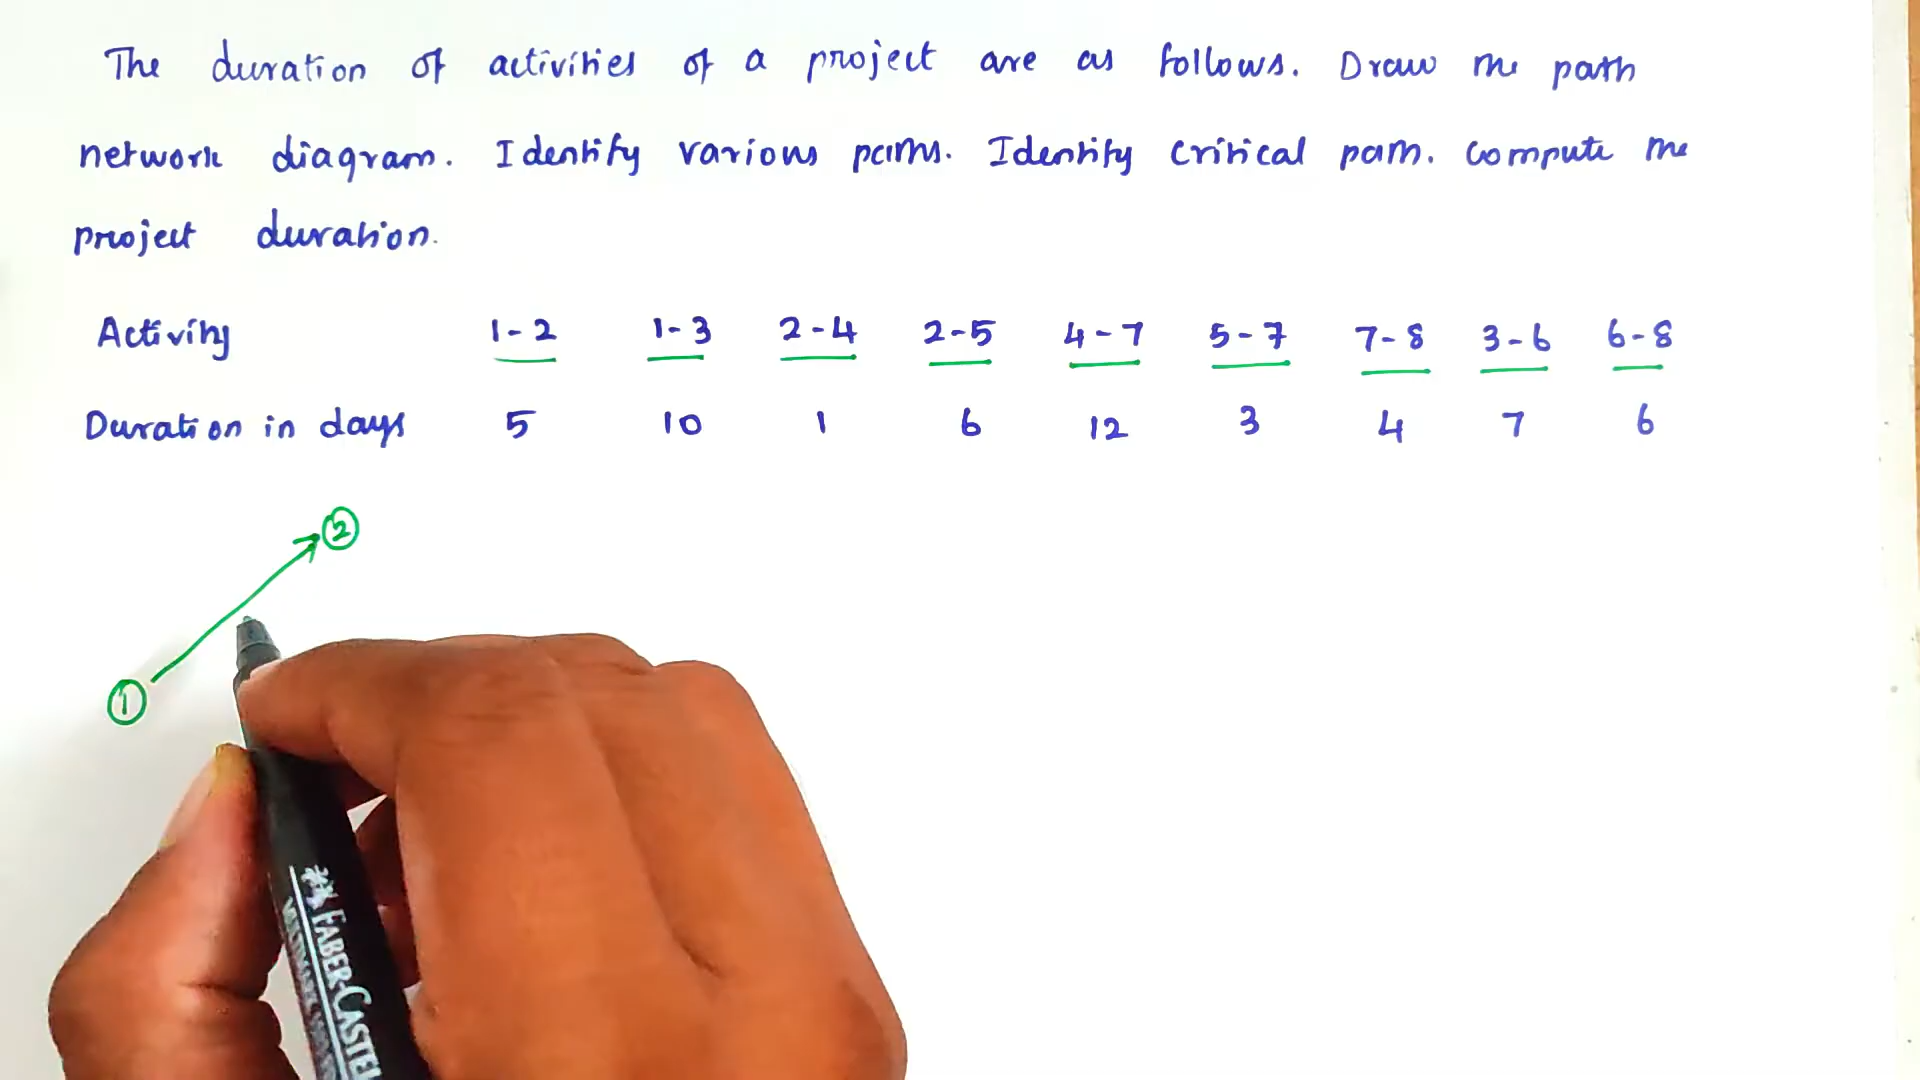 The duration of activities of a project are as follows. Draw the path
network diagram. Identify various paths. Identify critical path. compute the
project duration.
Activity 1-2 1-3 2-4 2-5 4-7 5-7 7-8 3-6 6-8
Duration in days 5 10 1 6 12 3 4 7 6
2
1
FABER-CASTELL